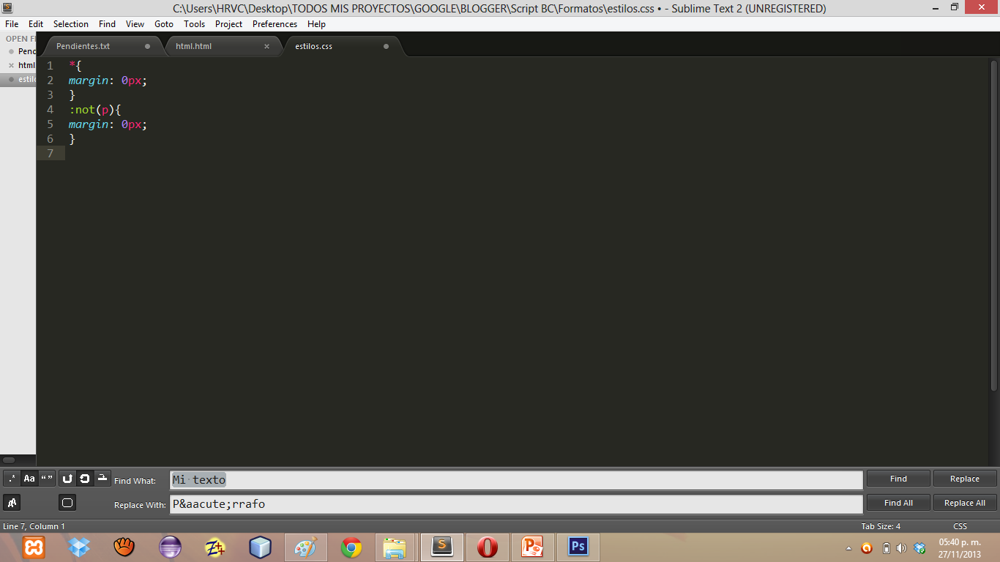 C:\Users\HRVC\Desktop\TODOS MIS PROYECTOS\GOOGLE\BLOGGER\Script BC\Formatos\estilos.css • - Sublime Text 2 (UNREGISTERED)
File Edit Selection Find View Goto Tools Project Preferences Help
OPEN FI
Pend
html
estilo
Pendientes.txt html.html estilos.css
1 *{
2 margin: 0px;
3 }
4 :not(p){
5 margin: 0px;
6 }
7
.* Aa “ ” Find What: Mi texto Find Replace
Replace With: P&aacute;rrafo Find All Replace All
Line 7, Column 1 Tab Size: 4 CSS
Ps
05:40 p. m.
27/11/2013